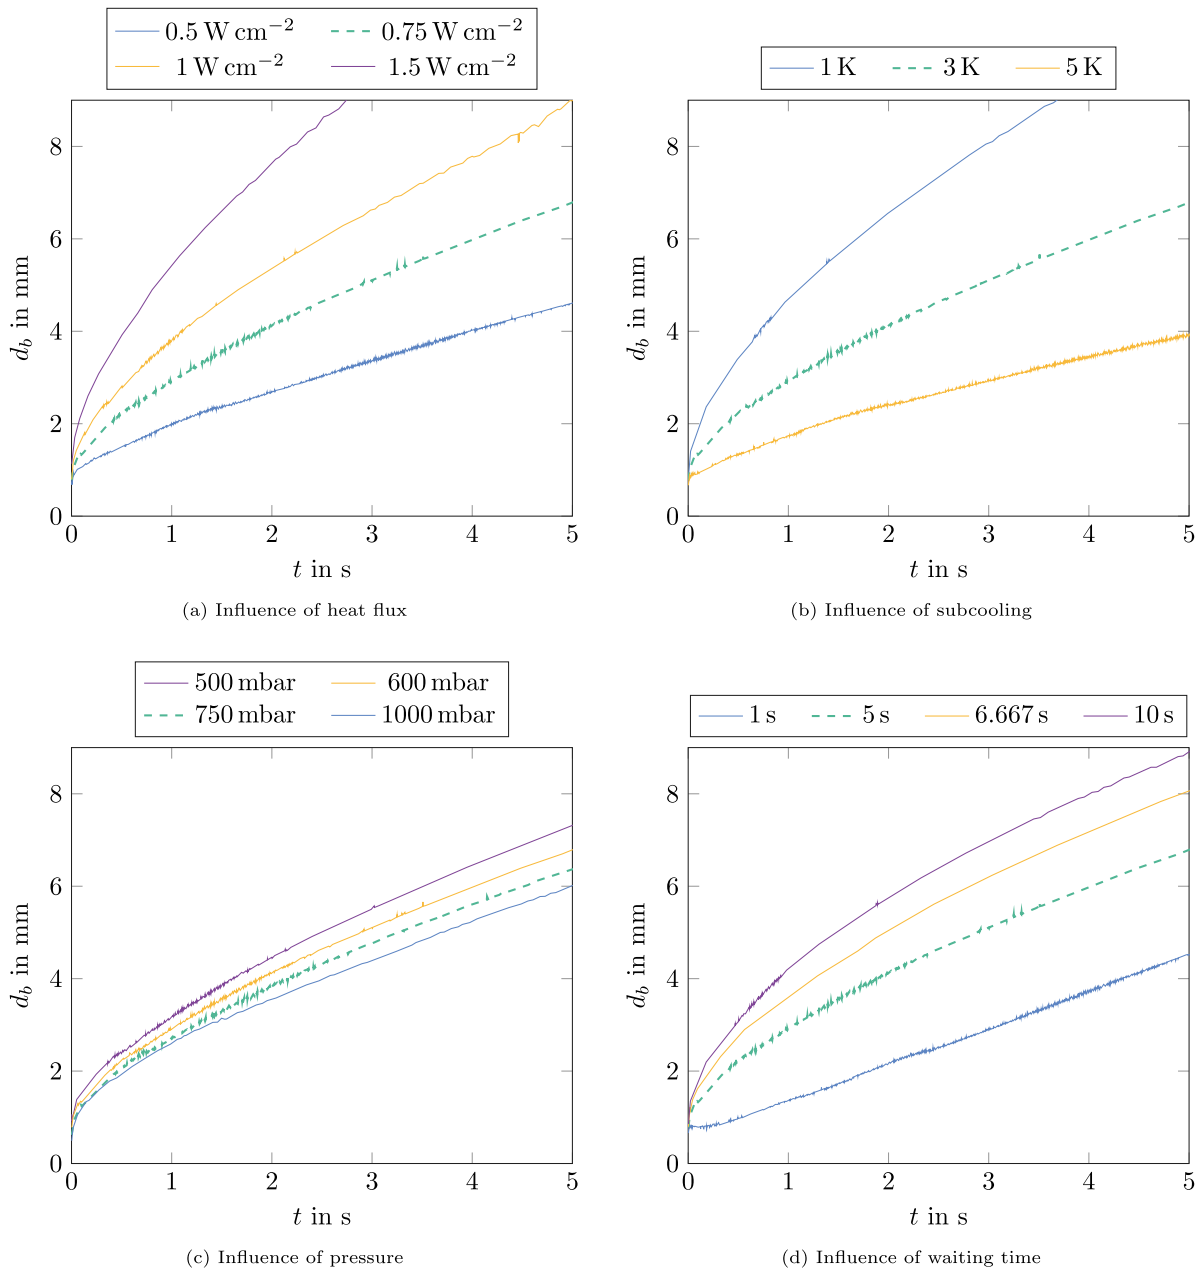 0.5 W cm−2 0.75 W cm−2
1 W cm−2 1.5 W cm−2
8
6
4
2
0
0 1 2 3 4 5
d_b in mm
t in s
(a) Influence of heat flux
1 K 3 K 5 K
8
6
4
2
0
0 1 2 3 4 5
d_b in mm
t in s
(b) Influence of subcooling
500 mbar 600 mbar
750 mbar 1000 mbar
8
6
4
2
0
0 1 2 3 4 5
d_b in mm
t in s
(c) Influence of pressure
1 s 5 s 6.667 s 10 s
8
6
4
2
0
0 1 2 3 4 5
d_b in mm
t in s
(d) Influence of waiting time